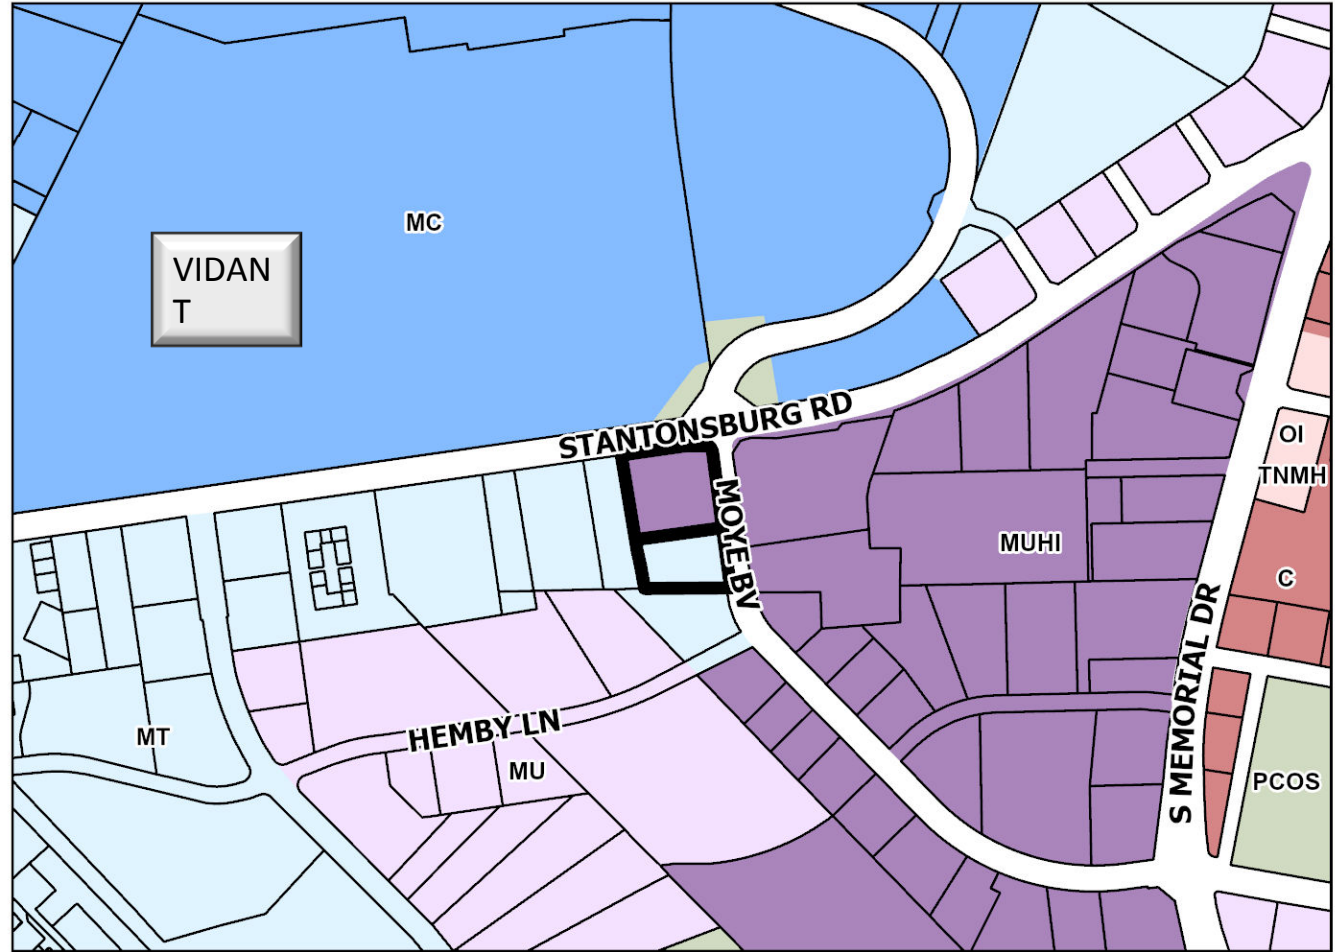 MC
VIDAN
T
STANTONSBURG RD
OI
TNMH
MOYE BV
MUHI
C
S MEMORIAL DR
HEMBY LN
MT
MU
PCOS